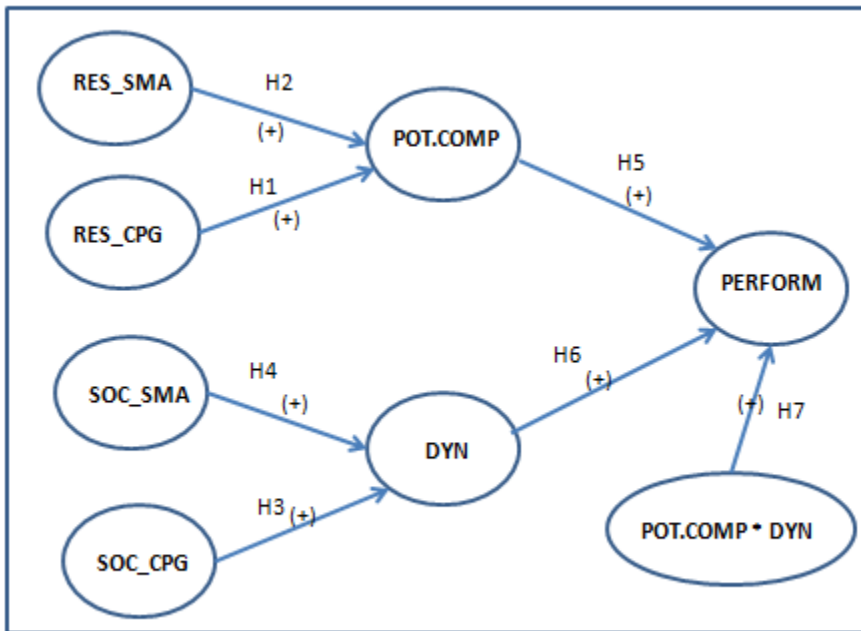 RES_SMA
H2
(+)
POT.COMP
H1
(+)
RES_CPG
H5
(+)
PERFORM
SOC_SMA
H4
(+)
DYN
H6
(+)
H3 (+)
SOC_CPG
(+) H7
POT.COMP * DYN